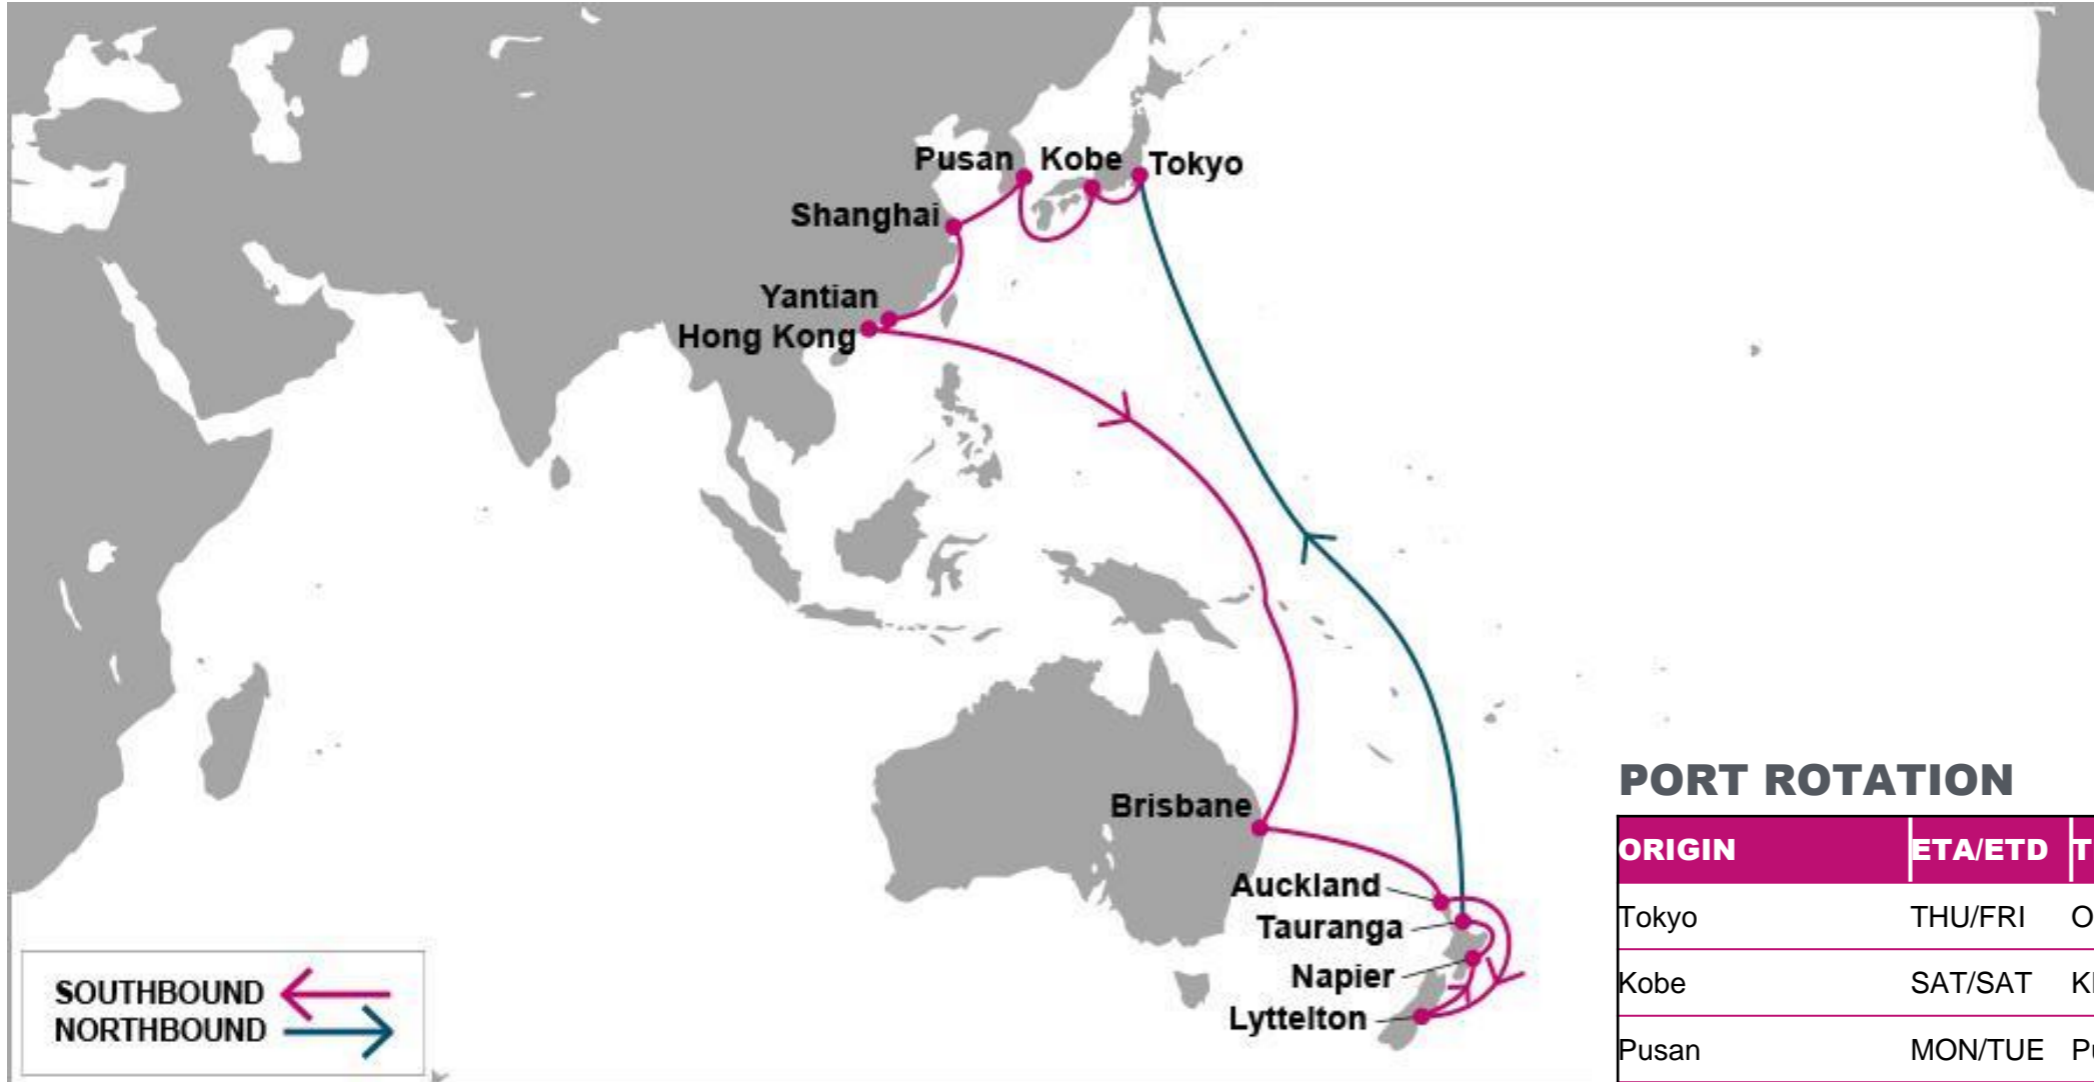 Pusan Kobe Tokyo
Shanghai
Yantian
Hong Kong
Brisbane
Auckland
Tauranga
Napier
Lyttelton
SOUTHBOUND
NORTHBOUND
PORT ROTATION
ORIGIN ETA/ETD
Tokyo THU/FRI
Kobe SAT/SAT
Pusan MON/TUE